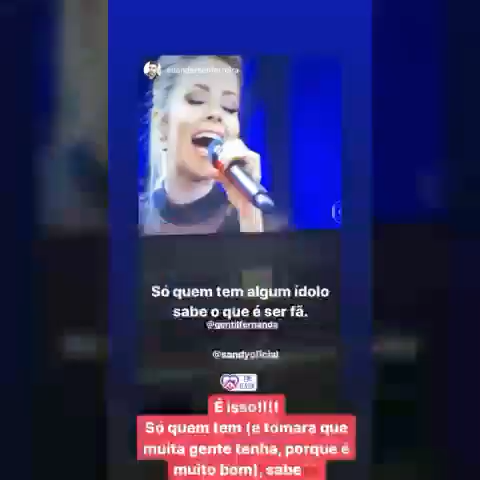 Só quem tem algum ídolo
sabe o que é ser fã.
@gentilfernanda
@sandyoficial
É isso!!!!
Só quem tem (e tomara que
muita gente tenha, porque é
muito bom), sabe